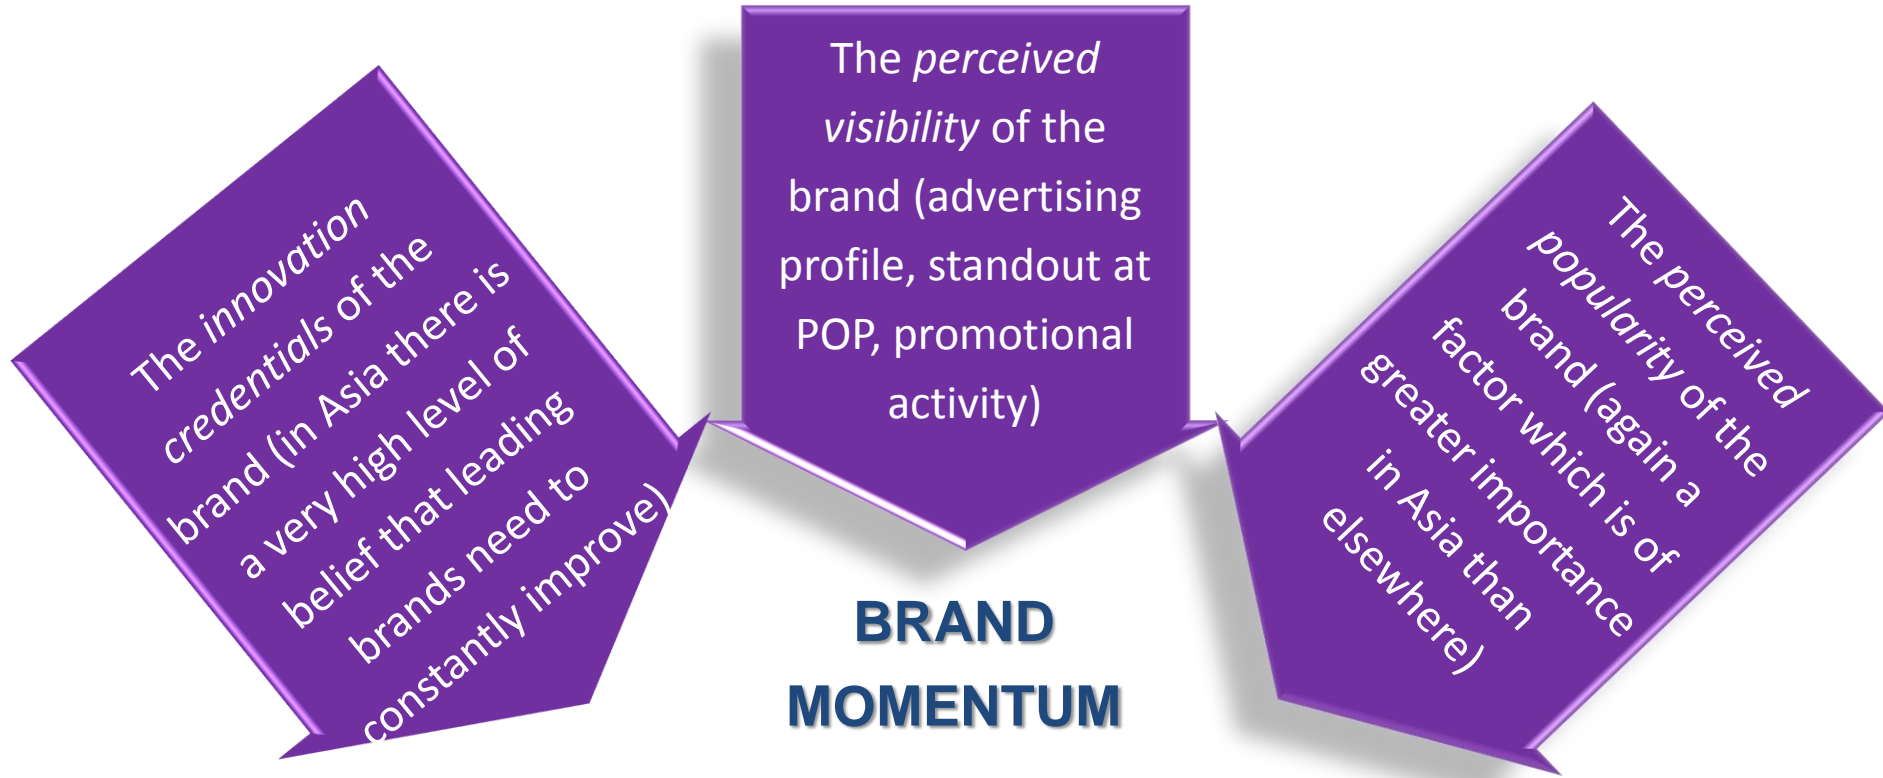 The innovation
credentials of the
brand (in Asia there is
a very high level of
belief that leading
brands need to
constantly improve)
The perceived
visibility of the
brand (advertising
profile, standout at
POP, promotional
activity)
The perceived
popularity of the
brand (again a
factor which is of
greater importance
in Asia than
elsewhere)
BRAND
MOMENTUM